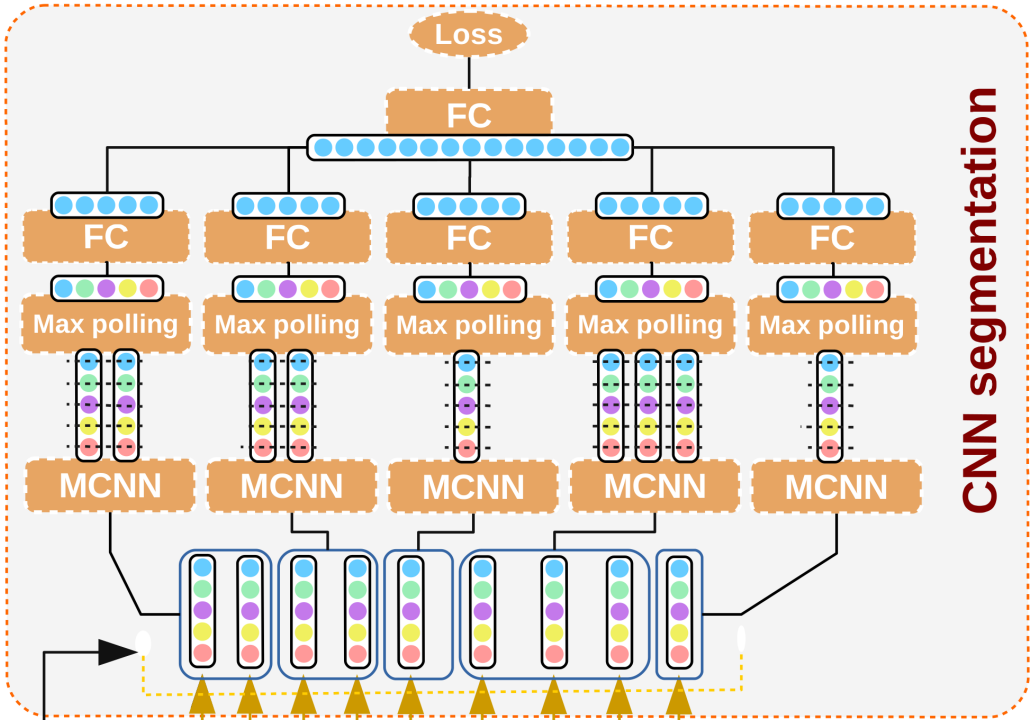 Loss
FC
FC
FC
FC
FC
FC
Max polling
Max polling
Max polling
Max polling
Max polling
MCNN
MCNN
MCNN
MCNN
MCNN
CNN segmentation